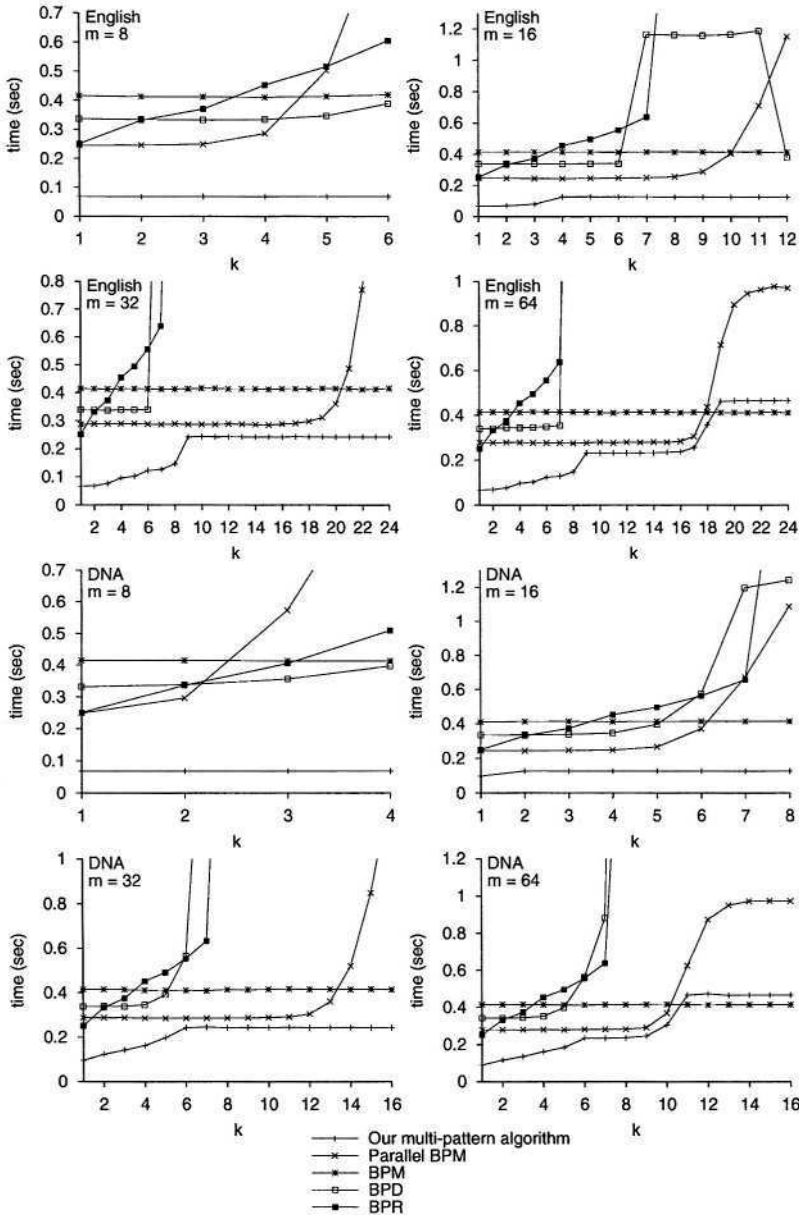 English
m = 8
time (sec)
0.7
0.6
0.5
0.4
0.3
0.2
0.1
0
1 2 3 4 5 6
k
English
m = 16
time (sec)
1.2
1
0.8
0.6
0.4
0.2
0
1 2 3 4 5 6 7 8 9 10 11 12
k
English
m = 32
time (sec)
0.8
0.7
0.6
0.5
0.4
0.3
0.2
0.1
0
2 4 6 8 10 12 14 16 18 20 22 24
k
English
m = 64
time (sec)
1
0.8
0.6
0.4
0.2
0
2 4 6 8 10 12 14 16 18 20 22 24
k
DNA
m = 8
time (sec)
0.7
0.6
0.5
0.4
0.3
0.2
0.1
0
1 2 3 4
k
DNA
m = 16
time (sec)
1.2
1
0.8
0.6
0.4
0.2
0
1 2 3 4 5 6 7 8
k
DNA
m = 32
time (sec)
1
0.8
0.6
0.4
0.2
0
2 4 6 8 10 12 14 16
k
DNA
m = 64
time (sec)
1.2
1
0.8
0.6
0.4
0.2
0
2 4 6 8 10 12 14 16
k
Our multi-pattern algorithm
Parallel BPM
BPM
BPD
BPR